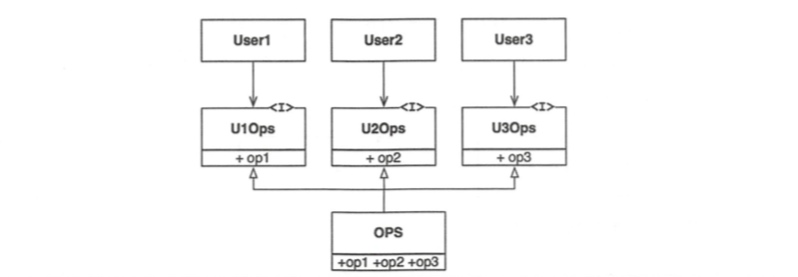 User1
User2
User3
<I>
<I>
<I>
U1Ops
U2Ops
U3Ops
+ op1
+ op2
+ op3
OPS
+op1 +op2 +op3